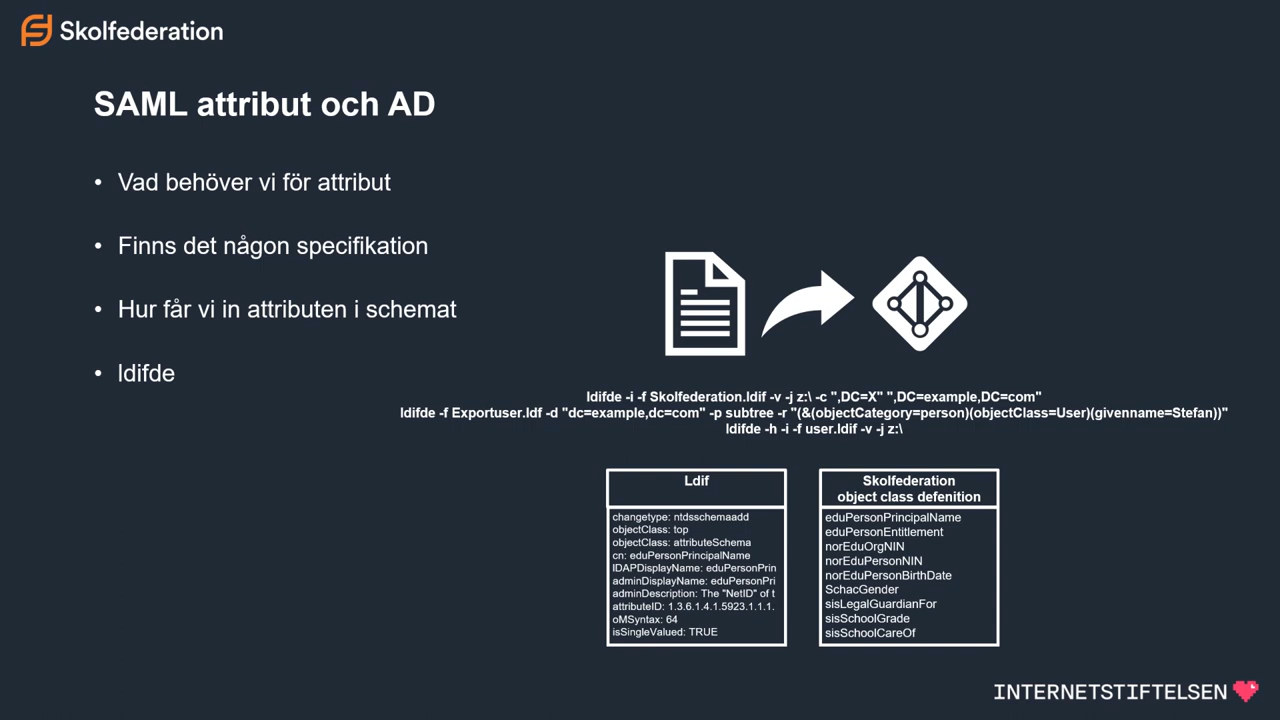 Skolfederation
SAML attribut och AD
• Vad behöver vi för attribut
• Finns det någon specifikation
• Hur får vi in attributen i schemat
• ldifde
ldifde -i -f Skolfederation.ldif -v -j z:\ -c ",DC=X" ",DC=example,DC=com"
ldifde -f Exportuser.ldf -d "dc=example,dc=com" -p subtree -r "(&(objectCategory=person)(objectClass=User)(givenname=Stefan))"
ldifde -h -i -f user.ldif -v -j z:\
Ldif
changetype: ntdsschemaadd
objectClass: top
objectClass: attributeSchema
cn: eduPersonPrincipalName
lDAPDisplayName: eduPersonPrin
adminDisplayName: eduPersonPri
adminDescription: The "NetID" of t
attributeID: 1.3.6.1.4.1.5923.1.1.1.
oMSyntax: 64
isSingleValued: TRUE
Skolfederation
object class defenition
eduPersonPrincipalName
eduPersonEntitlement
norEduOrgNIN
norEduPersonNIN
norEduPersonBirthDate
SchacGender
sisLegalGuardianFor
sisSchoolGrade
sisSchoolCareOf
INTERNETSTIFTELSEN